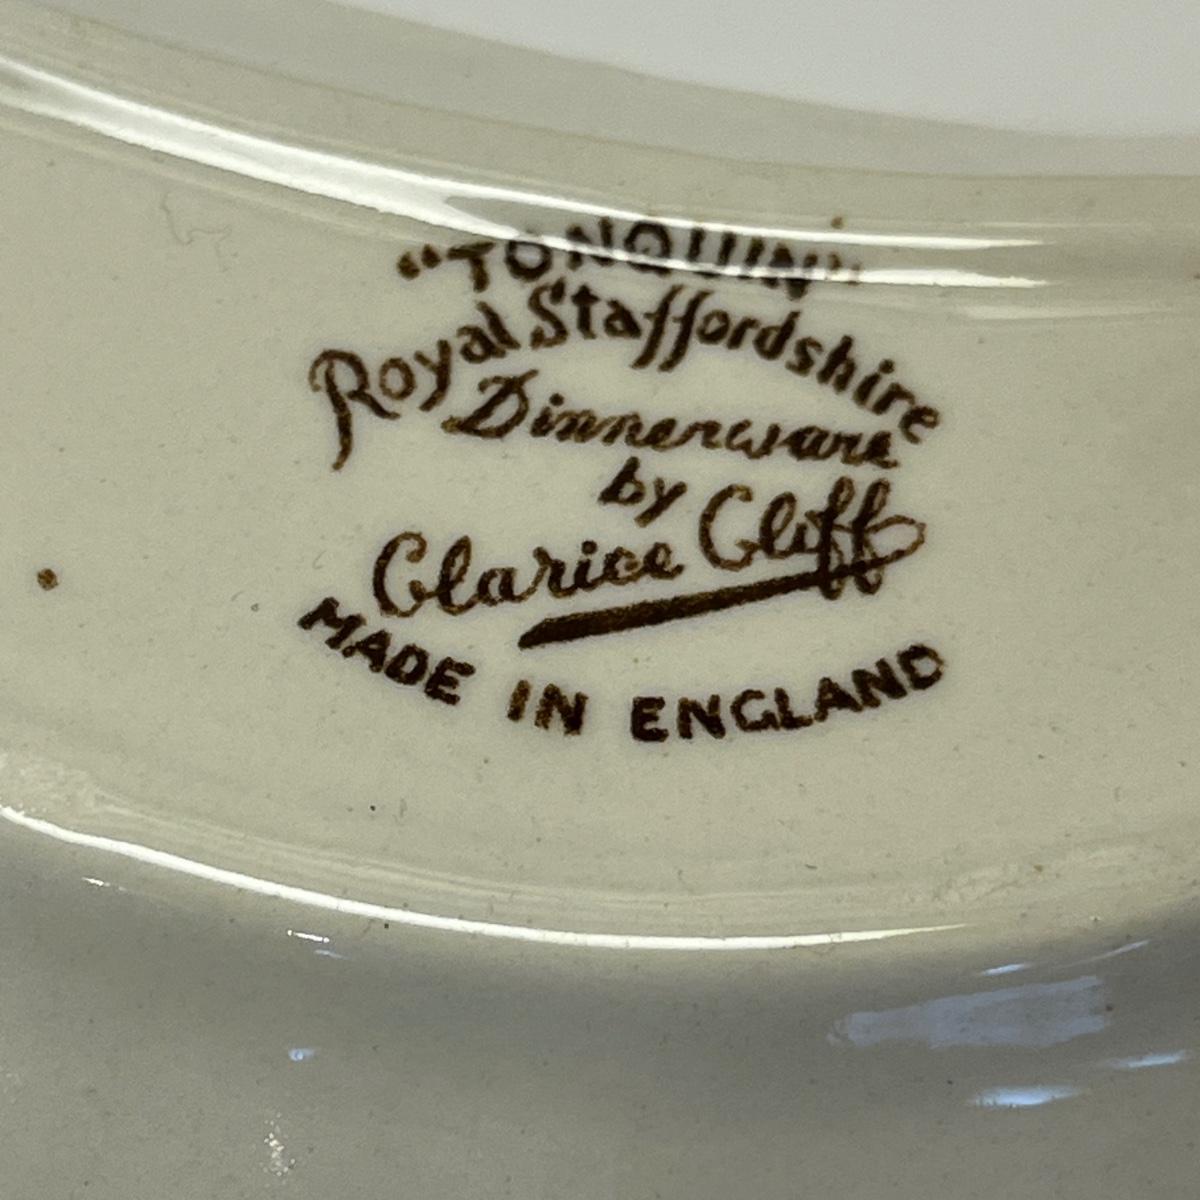 "TONQUIN"
Royal Staffordshire
Dinnerware
by
Clarice Cliff
MADE IN ENGLAND